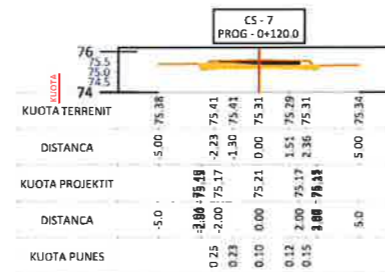 CS - 7
PROG - 0+120.0
76
75.5
75.0
74.5
74
KUOTA
KUOTA TERRENIT 75.38 75.41 75.41 75.31 75.29 75.31 75.34
DISTANCA -5.00 -2.23 -1.30 0.00 1.51 2.36 5.00
KUOTA PROJEKTIT 75.17 75.21 75.17
DISTANCA -5.0 -2.00 0.00 2.00 5.0
KUOTA PUNES 0.25 0.23 0.10 0.12 0.15